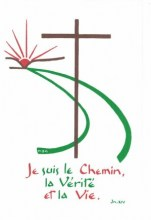 Je suis le Chemin,
la Vérité
et la Vie.